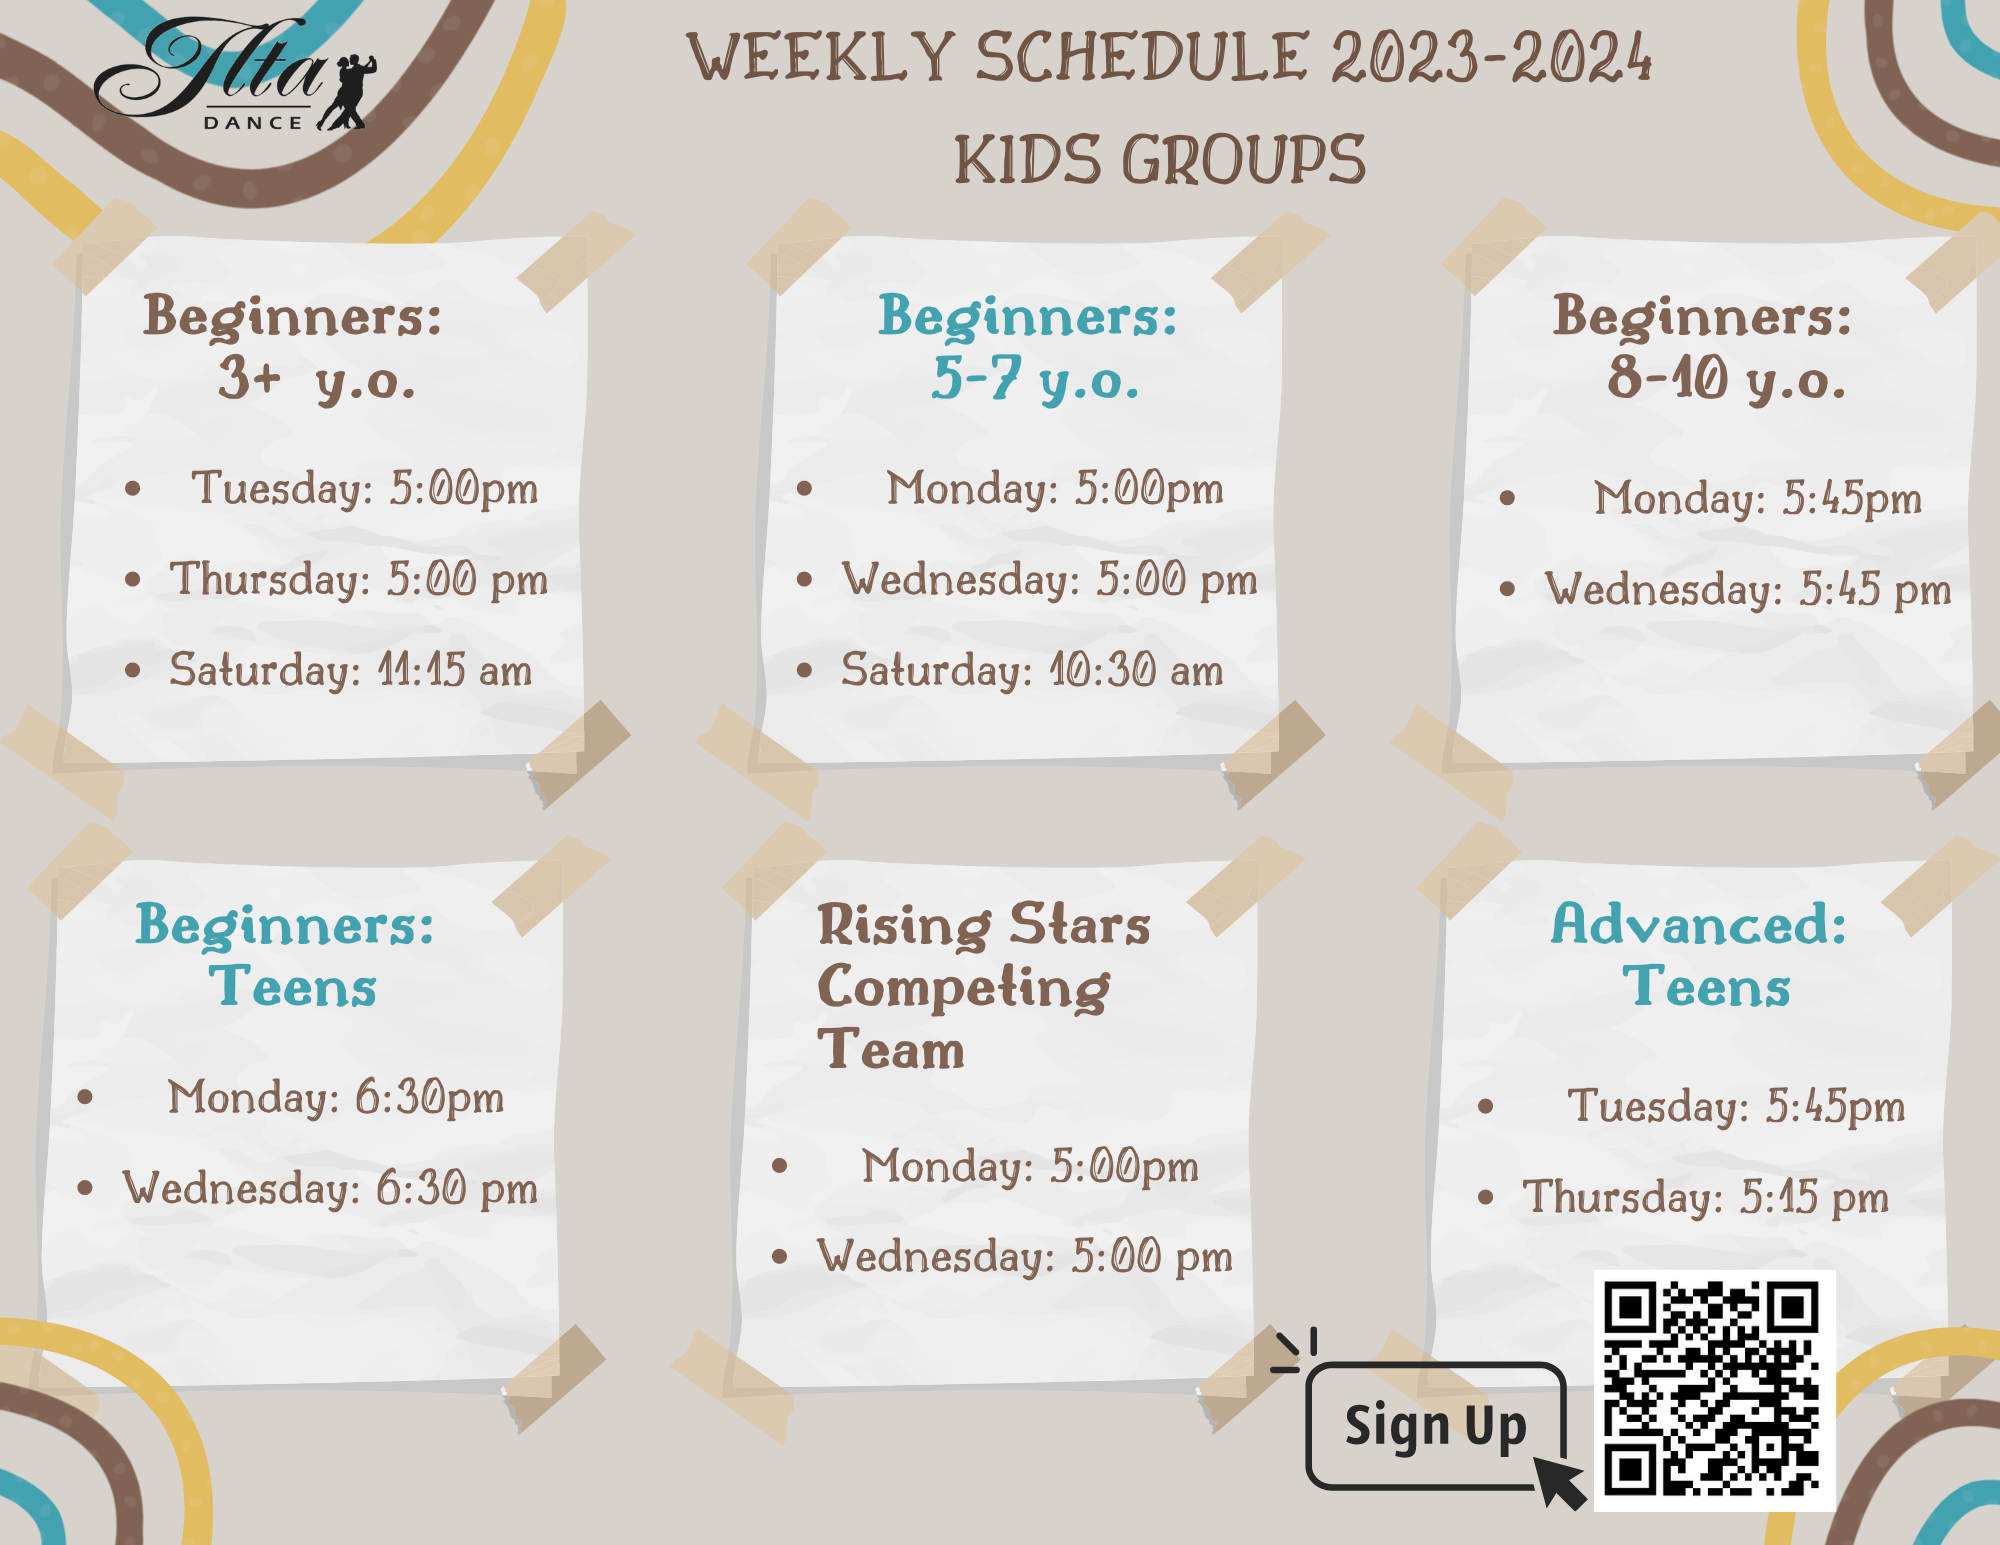 Ilta
DANCE
WEEKLY SCHEDULE 2023-2024
KIDS GROUPS
Beginners:
3+ y.o.
• Tuesday: 5:00pm
• Thursday: 5:00 pm
• Saturday: 11:15 am
Beginners:
5-7 y.o.
• Monday: 5:00pm
• Wednesday: 5:00 pm
• Saturday: 10:30 am
Beginners:
8-10 y.o.
• Monday: 5:45pm
• Wednesday: 5:45 pm
Beginners:
Teens
• Monday: 6:30pm
• Wednesday: 6:30 pm
Rising Stars
Competing
Team
• Monday: 5:00pm
• Wednesday: 5:00 pm
Advanced:
Teens
• Tuesday: 5:45pm
• Thursday: 5:15 pm
Sign Up